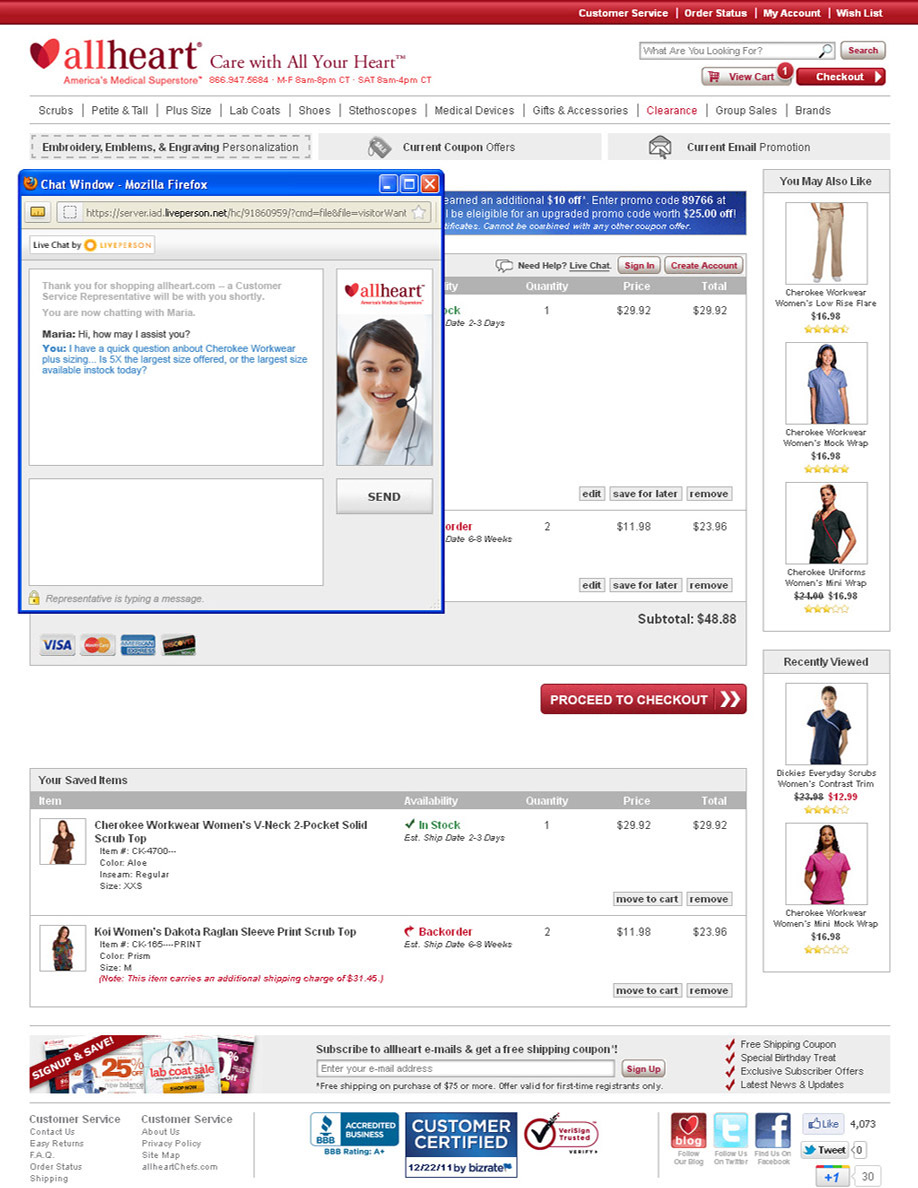 Customer Service | Order Status | My Account | Wish List
allheart® Care with All Your Heart™
America's Medical Superstore™ 866.947.5684 · M-F 8am-8pm CT · SAT 8am-4pm CT
What Are You Looking For? Search
View Cart 1 Checkout
Scrubs | Petite & Tall | Plus Size | Lab Coats | Shoes | Stethoscopes | Medical Devices | Gifts & Accessories | Clearance | Group Sales | Brands
Embroidery, Emblems, & Engraving Personalization
SALE Current Coupon Offers
Current Email Promotion
Chat Window - Mozilla Firefox
https://server.iad.liveperson.net/hc/91860959/?cmd=file&file=visitorWant
Live Chat by LIVEPERSON
Thank you for shopping allheart.com -- a Customer
Service Representative will be with you shortly.
You are now chatting with Maria.
Maria: Hi, how may I assist you?
You: I have a quick question anbout Cherokee Workwear
plus sizing... Is 5X the largest size offered, or the largest size
available instock today?
allheart
America's Medical Superstore
SEND
Representative is typing a message.
earned an additional $10 off*. Enter promo code 89766 at
l be eleigible for an upgraded promo code worth $25.00 off!
tificates. Cannot be combined with any other coupon offer.
Need Help? Live Chat. Sign In Create Account
ity Quantity Price Total
ock 1 $29.92 $29.92
Date 2-3 Days
edit save for later remove
order 2 $11.98 $23.96
Date 6-8 Weeks
edit save for later remove
Subtotal: $48.88
VISA MasterCard AMERICAN EXPRESS DISCOVER
PROCEED TO CHECKOUT
You May Also Like
Cherokee Workwear
Women's Low Rise Flare
$16.98
Cherokee Workwear
Women's Mock Wrap
$16.98
Cherokee Uniforms
Women's Mini Wrap
$24.00 $16.98
Recently Viewed
Dickies Everyday Scrubs
Women's Contrast Trim
$23.98 $12.99
Cherokee Workwear
Women's Mini Mock Wrap
$16.98
Your Saved Items
Item Availability Quantity Price Total
Cherokee Workwear Women's V-Neck 2-Pocket Solid
Scrub Top
Item #: CK-4700---
Color: Aloe
Inseam: Regular
Size: XXS
In Stock
Est. Ship Date 2-3 Days
1 $29.92 $29.92
move to cart remove
Koi Women's Dakota Raglan Sleeve Print Scrub Top
Item #: CK-165----PRINT
Color: Prism
Size: M
(Note: This item carries an additional shipping charge of $31.45.)
Backorder
Est. Ship Date 6-8 Weeks
2 $11.98 $23.96
move to cart remove
SIGNUP & SAVE!
25%
new balance
lab coat sale
SHOP NOW
Subscribe to allheart e-mails & get a free shipping coupon*!
Enter your e-mail address Sign Up
*Free shipping on purchase of $75 or more. Offer valid for first-time registrants only.
Free Shipping Coupon
Special Birthday Treat
Exclusive Subscriber Offers
Latest News & Updates
Customer Service
Contact Us
Easy Returns
F.A.Q.
Order Status
Shipping
Customer Service
About Us
Privacy Policy
Site Map
allheartChefs.com
BBB
ACCREDITED
BUSINESS
BBB Rating: A+
CUSTOMER
CERTIFIED
12/22/11 by bizrate
VeriSign
Trusted
VERIFY
blog
Follow
Our Blog
Follow Us
On Twitter
Find Us On
Facebook
Like 4,073
Tweet 0
+1 30